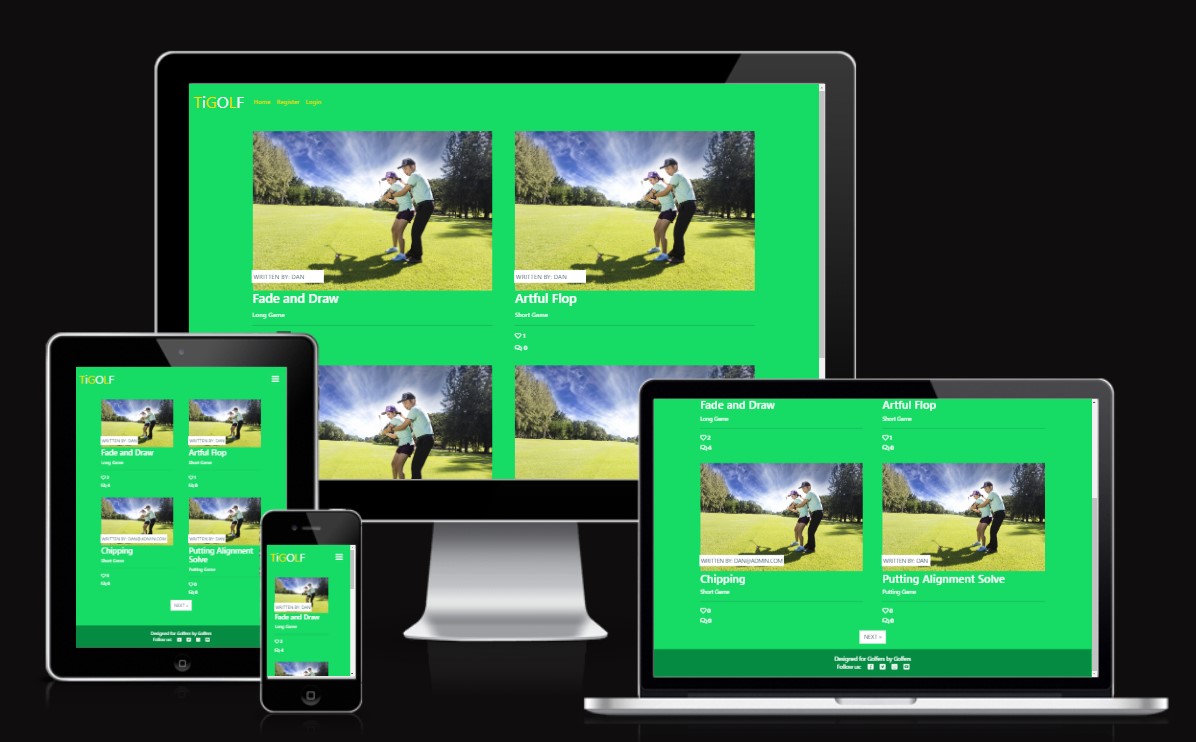 TiGOLF Home Register Login
WRITTEN BY: DAN
WRITTEN BY: DAN
Fade and Draw
Artful Flop
Long Game
Short Game
1
0
TiGOLF
WRITTEN BY: DAN
WRITTEN BY: DAN
Fade and Draw
Artful Flop
Long Game
Short Game
2
1
4
0
WRITTEN BY: DAN@ADMIN.COM
WRITTEN BY: DAN
Chipping
Putting Alignment
Solve
Short Game
Putting Game
0
0
0
0
NEXT »
Designed for Golfers by Golfers
Follow us:
TiGOLF
WRITTEN BY: DAN
Fade and Draw
Long Game
2
4
Fade and Draw
Artful Flop
Long Game
Short Game
2
1
4
0
WRITTEN BY: DAN@ADMIN.COM
WRITTEN BY: DAN
Chipping
Putting Alignment Solve
Short Game
Putting Game
0
0
0
0
NEXT »
Designed for Golfers by Golfers
Follow us: